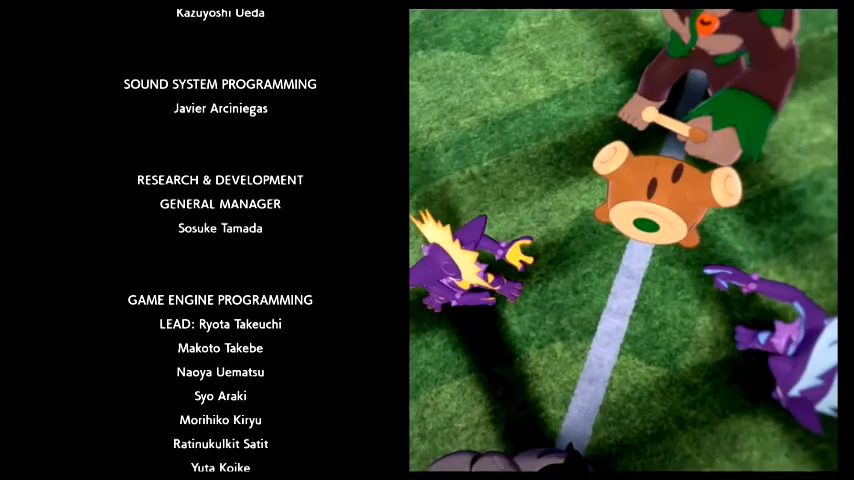 Kazuyoshi Ueda
SOUND SYSTEM PROGRAMMING
Javier Arciniegas
RESEARCH & DEVELOPMENT
GENERAL MANAGER
Sosuke Tamada
GAME ENGINE PROGRAMMING
LEAD: Ryota Takeuchi
Makoto Takebe
Naoya Uematsu
Syo Araki
Morihiko Kiryu
Ratinukulkit Satit
Yuta Koike